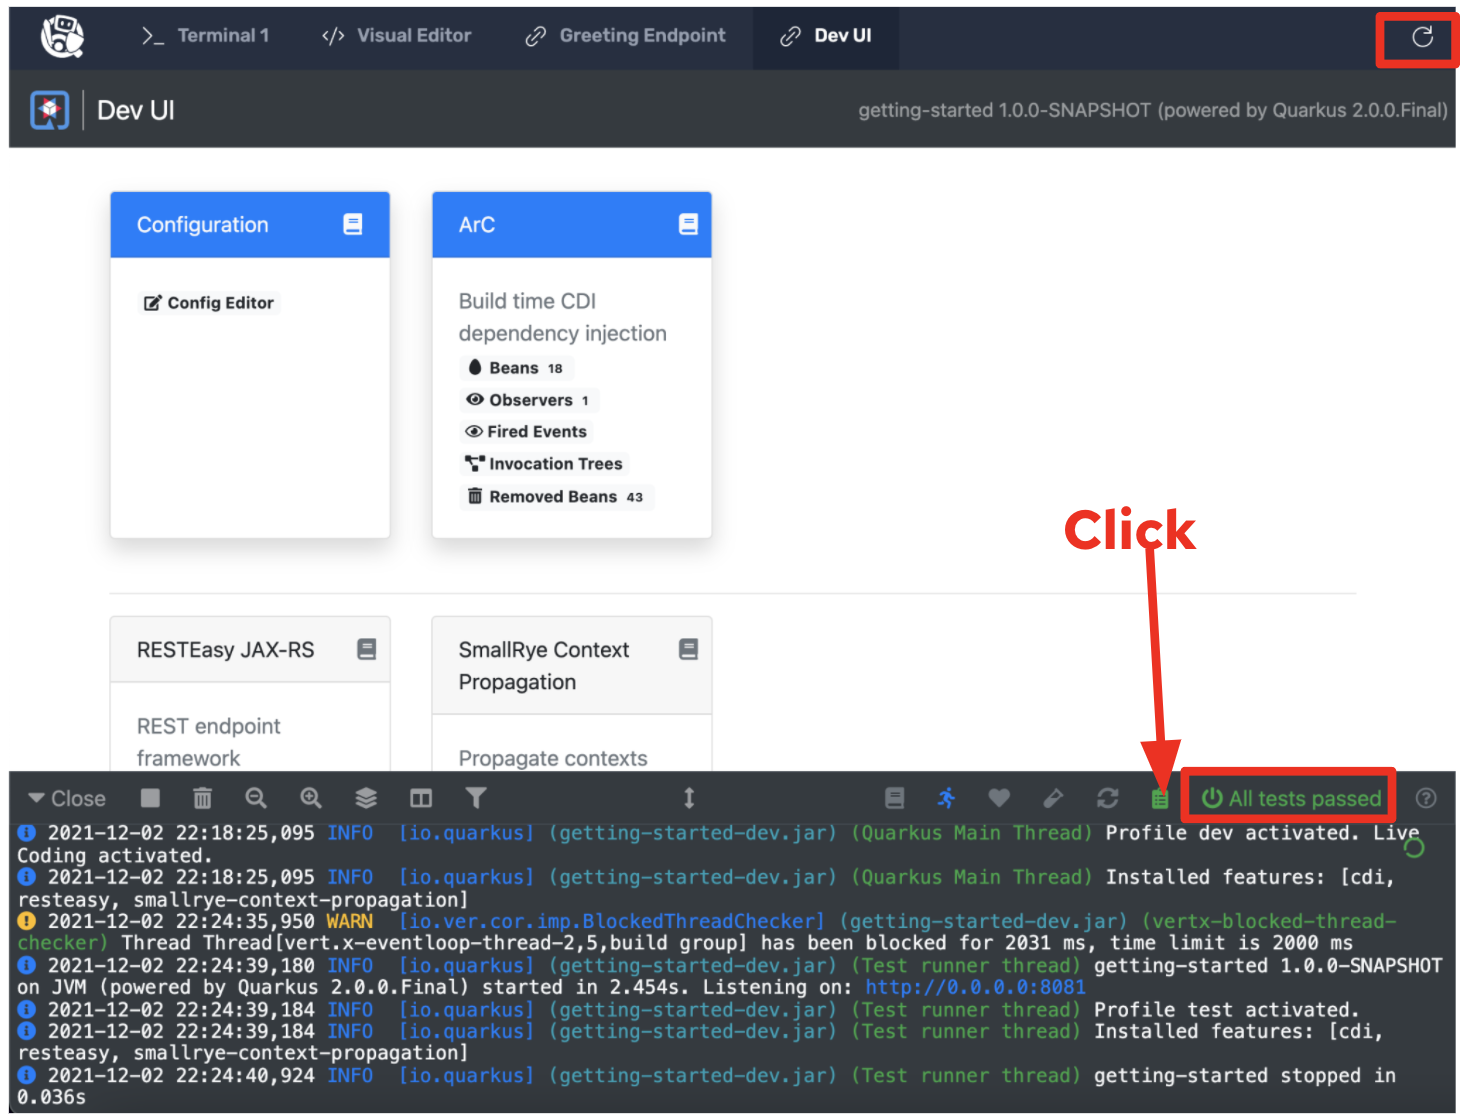 >_ Terminal 1 </> Visual Editor Greeting Endpoint Dev UI
Dev UI getting-started 1.0.0-SNAPSHOT (powered by Quarkus 2.0.0.Final)
Configuration
Config Editor
ArC
Build time CDI
dependency injection
Beans 18
Observers 1
Fired Events
Invocation Trees
Removed Beans 43
Click
RESTEasy JAX-RS
REST endpoint
framework
SmallRye Context
Propagation
Propagate contexts
Close All tests passed ?
2021-12-02 22:18:25,095 INFO [io.quarkus] (getting-started-dev.jar) (Quarkus Main Thread) Profile dev activated. Live
Coding activated.
2021-12-02 22:18:25,095 INFO [io.quarkus] (getting-started-dev.jar) (Quarkus Main Thread) Installed features: [cdi,
resteasy, smallrye-context-propagation]
2021-12-02 22:24:35,950 WARN [io.ver.cor.imp.BlockedThreadChecker] (getting-started-dev.jar) (vertx-blocked-thread-
checker) Thread Thread[vert.x-eventloop-thread-2,5,build group] has been blocked for 2031 ms, time limit is 2000 ms
2021-12-02 22:24:39,180 INFO [io.quarkus] (getting-started-dev.jar) (Test runner thread) getting-started 1.0.0-SNAPSHOT
on JVM (powered by Quarkus 2.0.0.Final) started in 2.454s. Listening on: http://0.0.0.0:8081
2021-12-02 22:24:39,184 INFO [io.quarkus] (getting-started-dev.jar) (Test runner thread) Profile test activated.
2021-12-02 22:24:39,184 INFO [io.quarkus] (getting-started-dev.jar) (Test runner thread) Installed features: [cdi,
resteasy, smallrye-context-propagation]
2021-12-02 22:24:40,924 INFO [io.quarkus] (getting-started-dev.jar) (Test runner thread) getting-started stopped in
0.036s